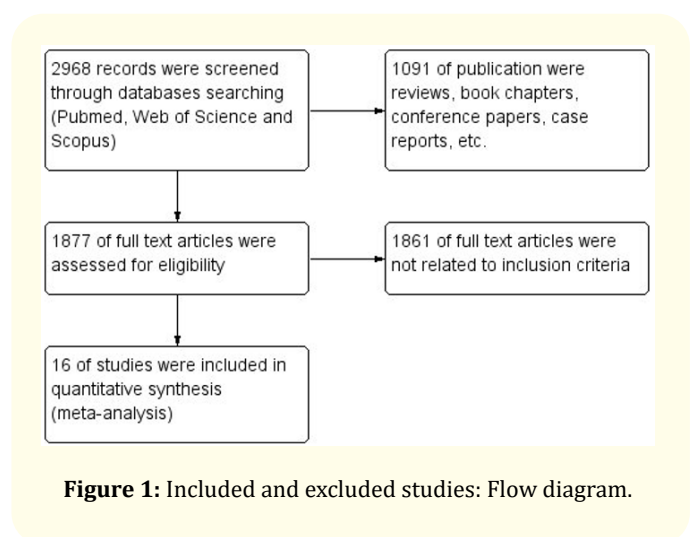 2968 records were screened
through databases searching
(Pubmed, Web of Science and
Scopus)
1091 of publication were
reviews, book chapters,
conference papers, case
reports, etc.
1877 of full text articles were
assessed for eligibility
1861 of full text articles were
not related to inclusion criteria
16 of studies were included in
quantitative synthesis
(meta-analysis)
Figure 1: Included and excluded studies: Flow diagram.